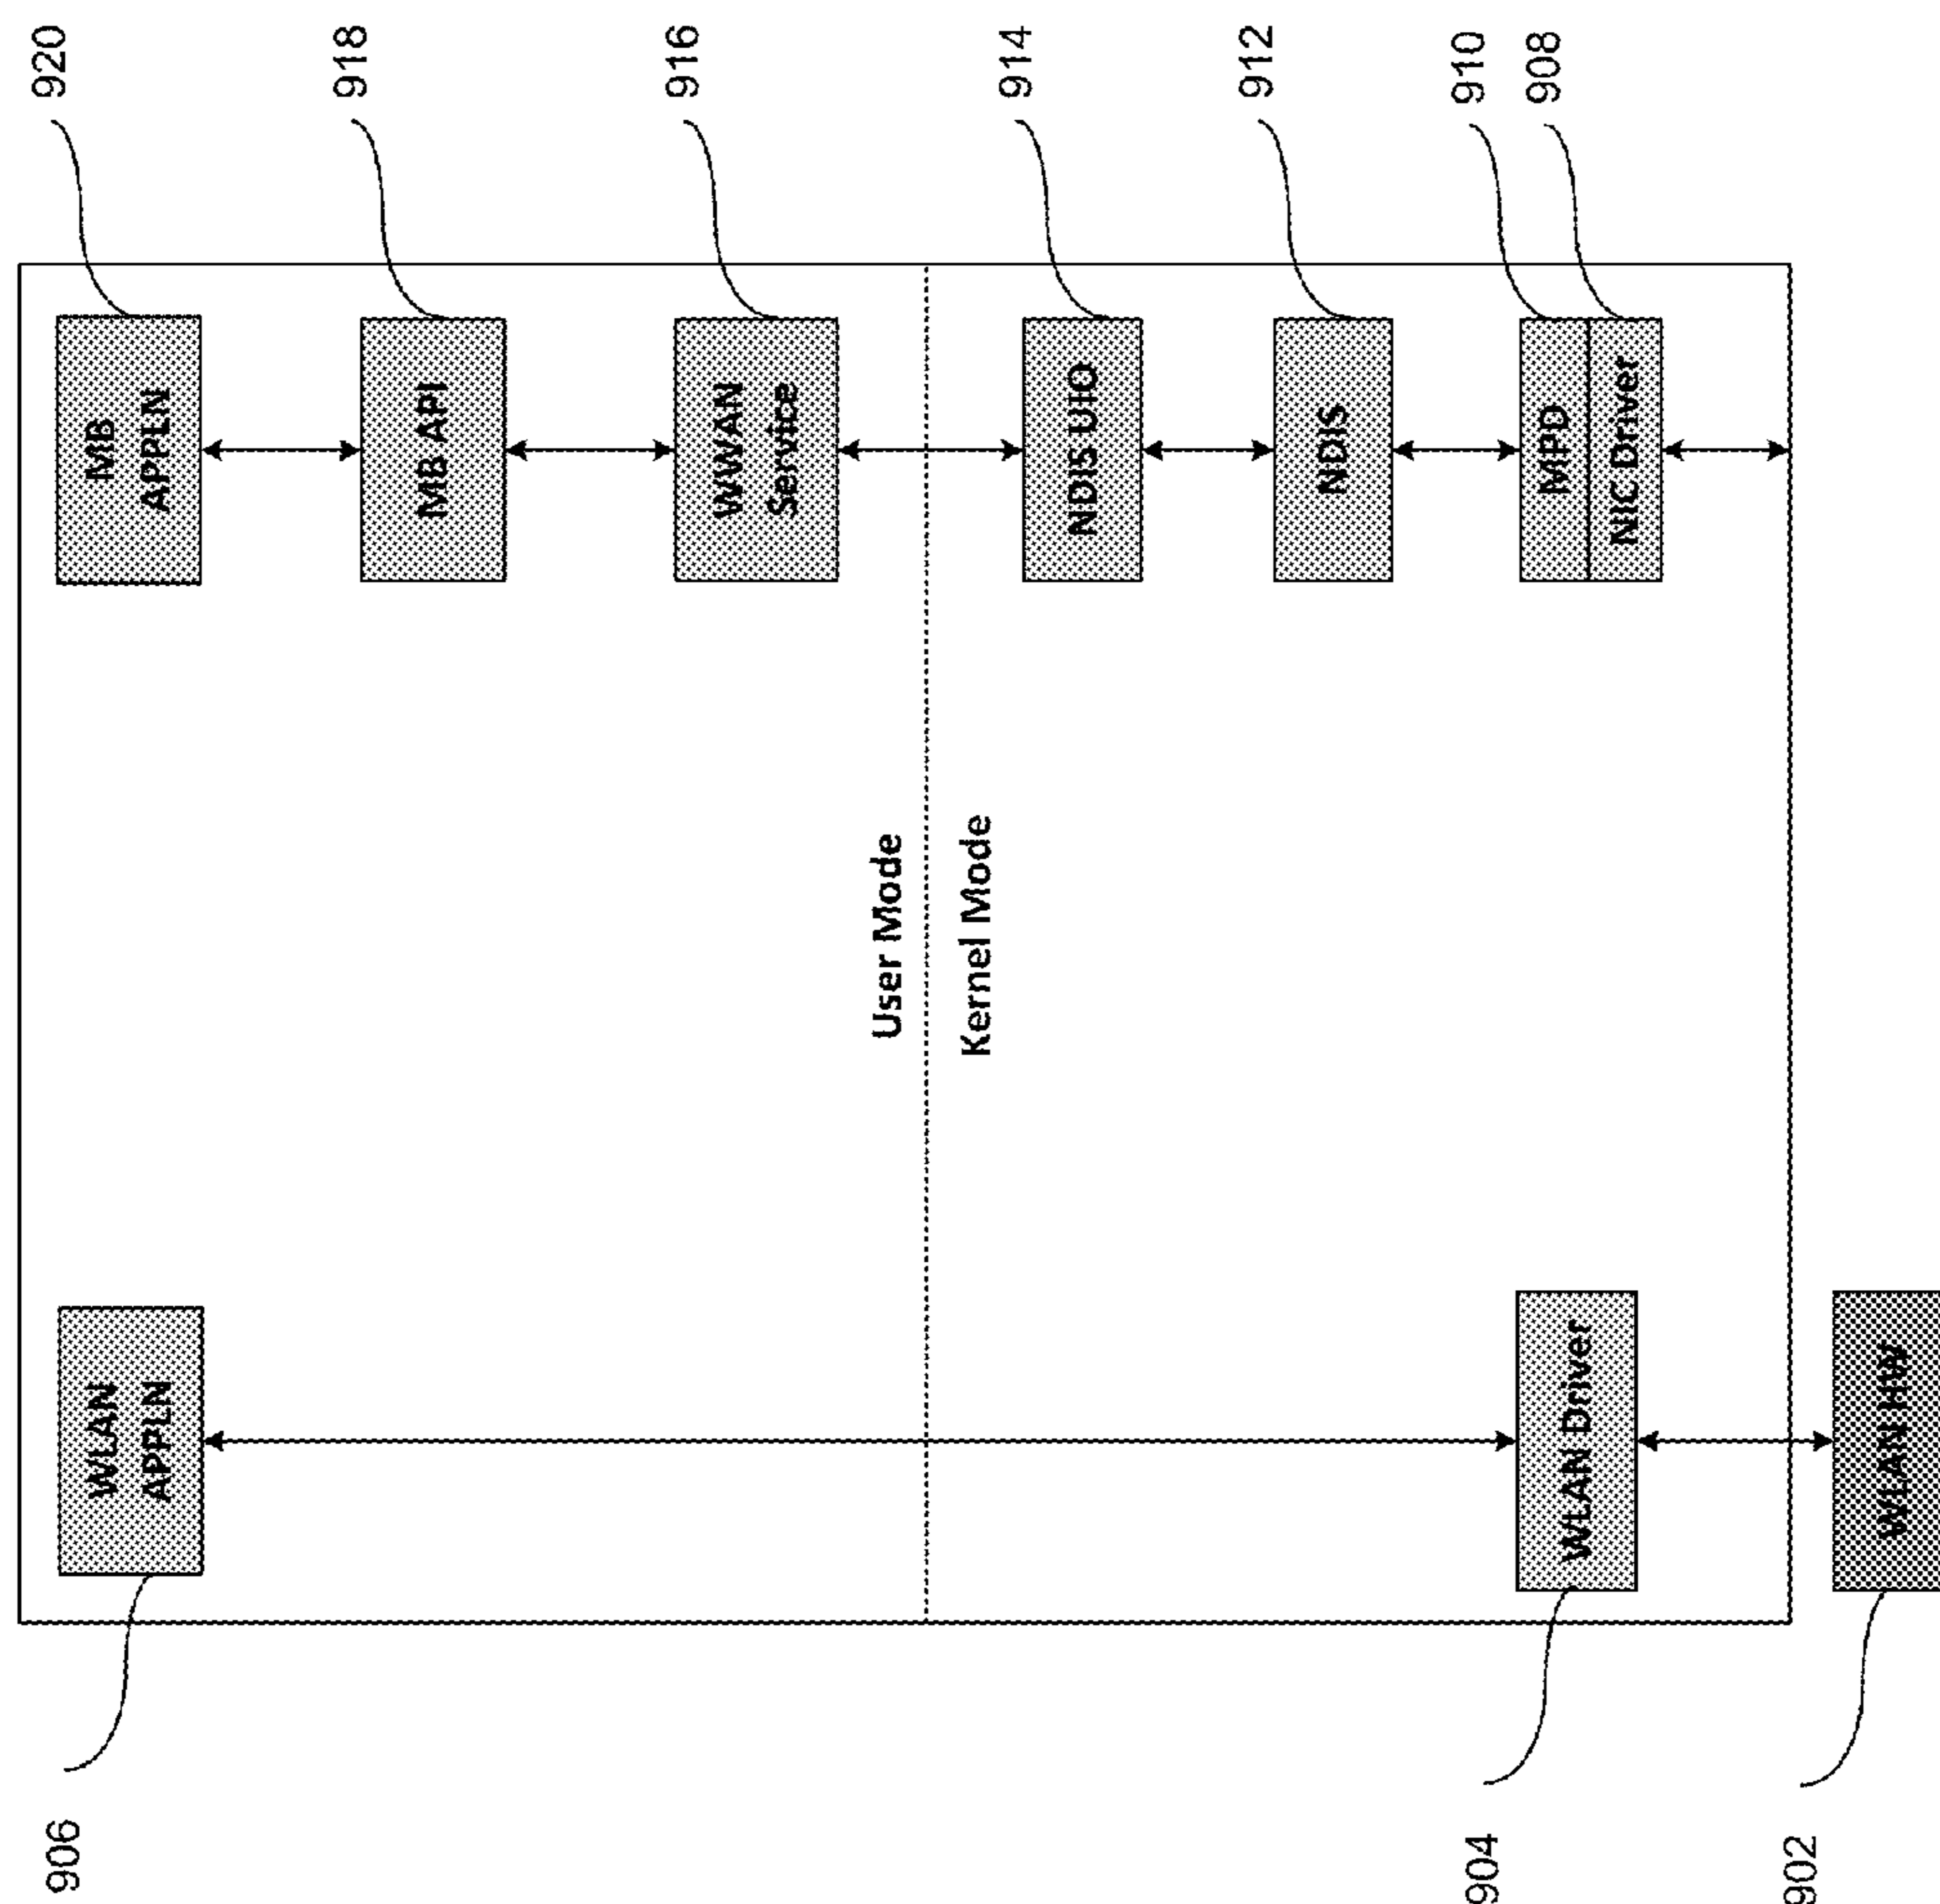 906
WLAN
APPLN
MB
APPLN
920
MB API
918
WWAN
Service
916
User Mode
Kernel Mode
NDIS UIO
914
NDIS
912
904
WLAN Driver
MPD
910
NIC Driver
908
902
WLAN HW